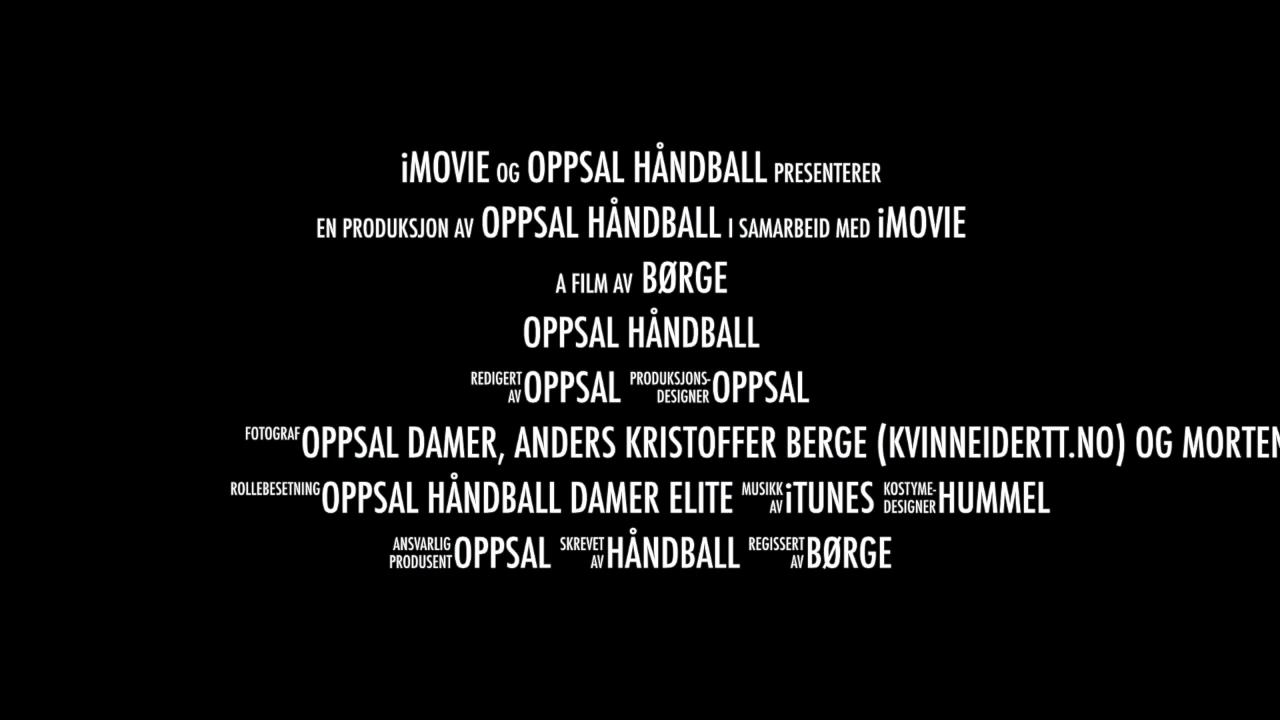 iMOVIE OG OPPSAL HÅNDBALL PRESENTERER
EN PRODUKSJON AV OPPSAL HÅNDBALL I SAMARBEID MED iMOVIE
A FILM AV BØRGE
OPPSAL HÅNDBALL
REDIGERT AV OPPSAL PRODUKSJONS-DESIGNER OPPSAL
FOTOGRAF OPPSAL DAMER, ANDERS KRISTOFFER BERGE (KVINNEIDERTT.NO) OG MORTEN
ROLLEBESETNING OPPSAL HÅNDBALL DAMER ELITE MUSIKK AV iTUNES KOSTYME-DESIGNER HUMMEL
ANSVARLIG PRODUSENT OPPSAL SKREVET AV HÅNDBALL REGISSERT AV BØRGE